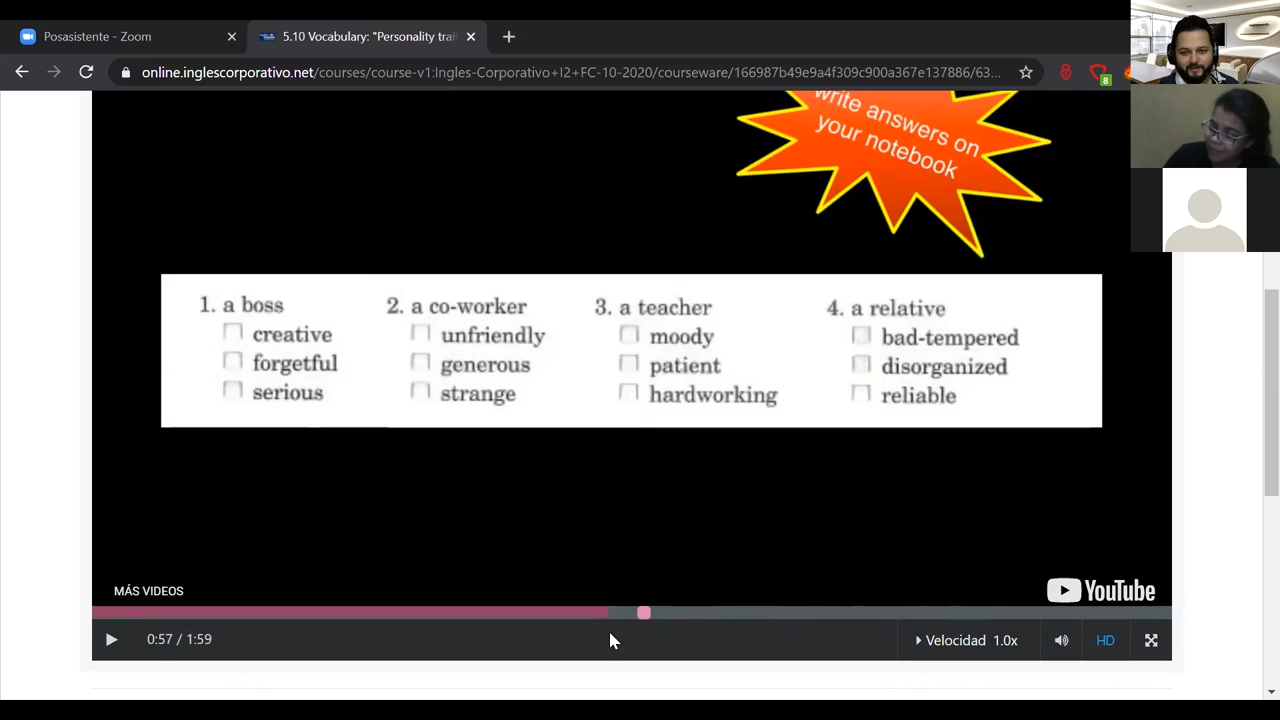 Posasistente - Zoom
5.10 Vocabulary: "Personality trai
online.inglescorporativo.net/courses/course-v1:Ingles-Corporativo+I2+FC-10-2020/courseware/166987b49e9a4f309c900a367e137886/63...
8
write answers on
your notebook
1. a boss
creative
forgetful
serious
2. a co-worker
unfriendly
generous
strange
3. a teacher
moody
patient
hardworking
4. a relative
bad-tempered
disorganized
reliable
MÁS VIDEOS
YouTube
0:57 / 1:59
Velocidad 1.0x
HD